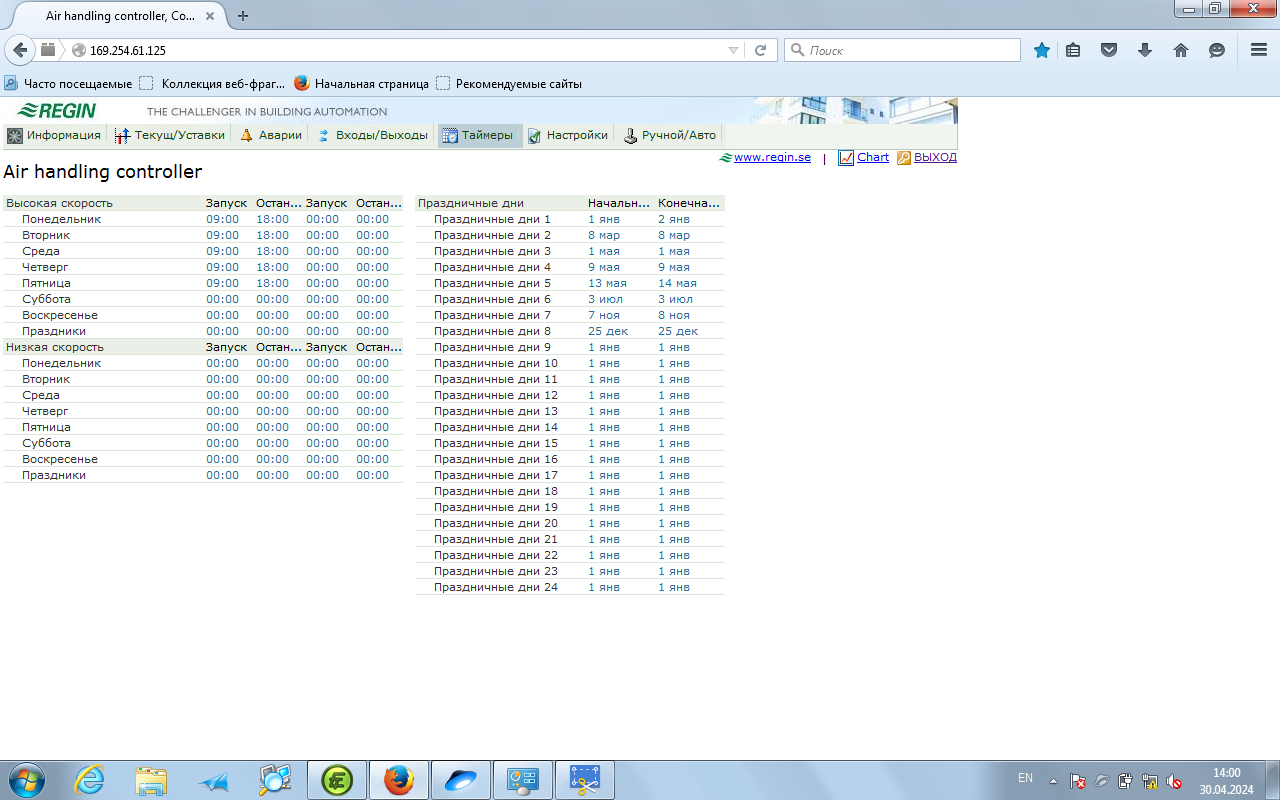 Air handling controller, Co...
169.254.61.125
Поиск
Часто посещаемые
Коллекция веб-фраг...
Начальная страница
Рекомендуемые сайты
REGIN THE CHALLENGER IN BUILDING AUTOMATION
Информация Текущ/Уставки Аварии Входы/Выходы Таймеры Настройки Ручной/Авто
www.regin.se | Chart ВЫХОД
Air handling controller
Высокая скорость Запуск Остан... Запуск Остан...
Понедельник 09:00 18:00 00:00 00:00
Вторник 09:00 18:00 00:00 00:00
Среда 09:00 18:00 00:00 00:00
Четверг 09:00 18:00 00:00 00:00
Пятница 09:00 18:00 00:00 00:00
Суббота 00:00 00:00 00:00 00:00
Воскресенье 00:00 00:00 00:00 00:00
Праздники 00:00 00:00 00:00 00:00
Низкая скорость Запуск Остан... Запуск Остан...
Понедельник 00:00 00:00 00:00 00:00
Вторник 00:00 00:00 00:00 00:00
Среда 00:00 00:00 00:00 00:00
Четверг 00:00 00:00 00:00 00:00
Пятница 00:00 00:00 00:00 00:00
Суббота 00:00 00:00 00:00 00:00
Воскресенье 00:00 00:00 00:00 00:00
Праздники 00:00 00:00 00:00 00:00
Праздничные дни Начальн... Конечна...
Праздничные дни 1 1 янв 2 янв
Праздничные дни 2 8 мар 8 мар
Праздничные дни 3 1 мая 1 мая
Праздничные дни 4 9 мая 9 мая
Праздничные дни 5 13 мая 14 мая
Праздничные дни 6 3 июл 3 июл
Праздничные дни 7 7 ноя 8 ноя
Праздничные дни 8 25 дек 25 дек
Праздничные дни 9 1 янв 1 янв
Праздничные дни 10 1 янв 1 янв
Праздничные дни 11 1 янв 1 янв
Праздничные дни 12 1 янв 1 янв
Праздничные дни 13 1 янв 1 янв
Праздничные дни 14 1 янв 1 янв
Праздничные дни 15 1 янв 1 янв
Праздничные дни 16 1 янв 1 янв
Праздничные дни 17 1 янв 1 янв
Праздничные дни 18 1 янв 1 янв
Праздничные дни 19 1 янв 1 янв
Праздничные дни 20 1 янв 1 янв
Праздничные дни 21 1 янв 1 янв
Праздничные дни 22 1 янв 1 янв
Праздничные дни 23 1 янв 1 янв
Праздничные дни 24 1 янв 1 янв
EN
14:00
30.04.2024